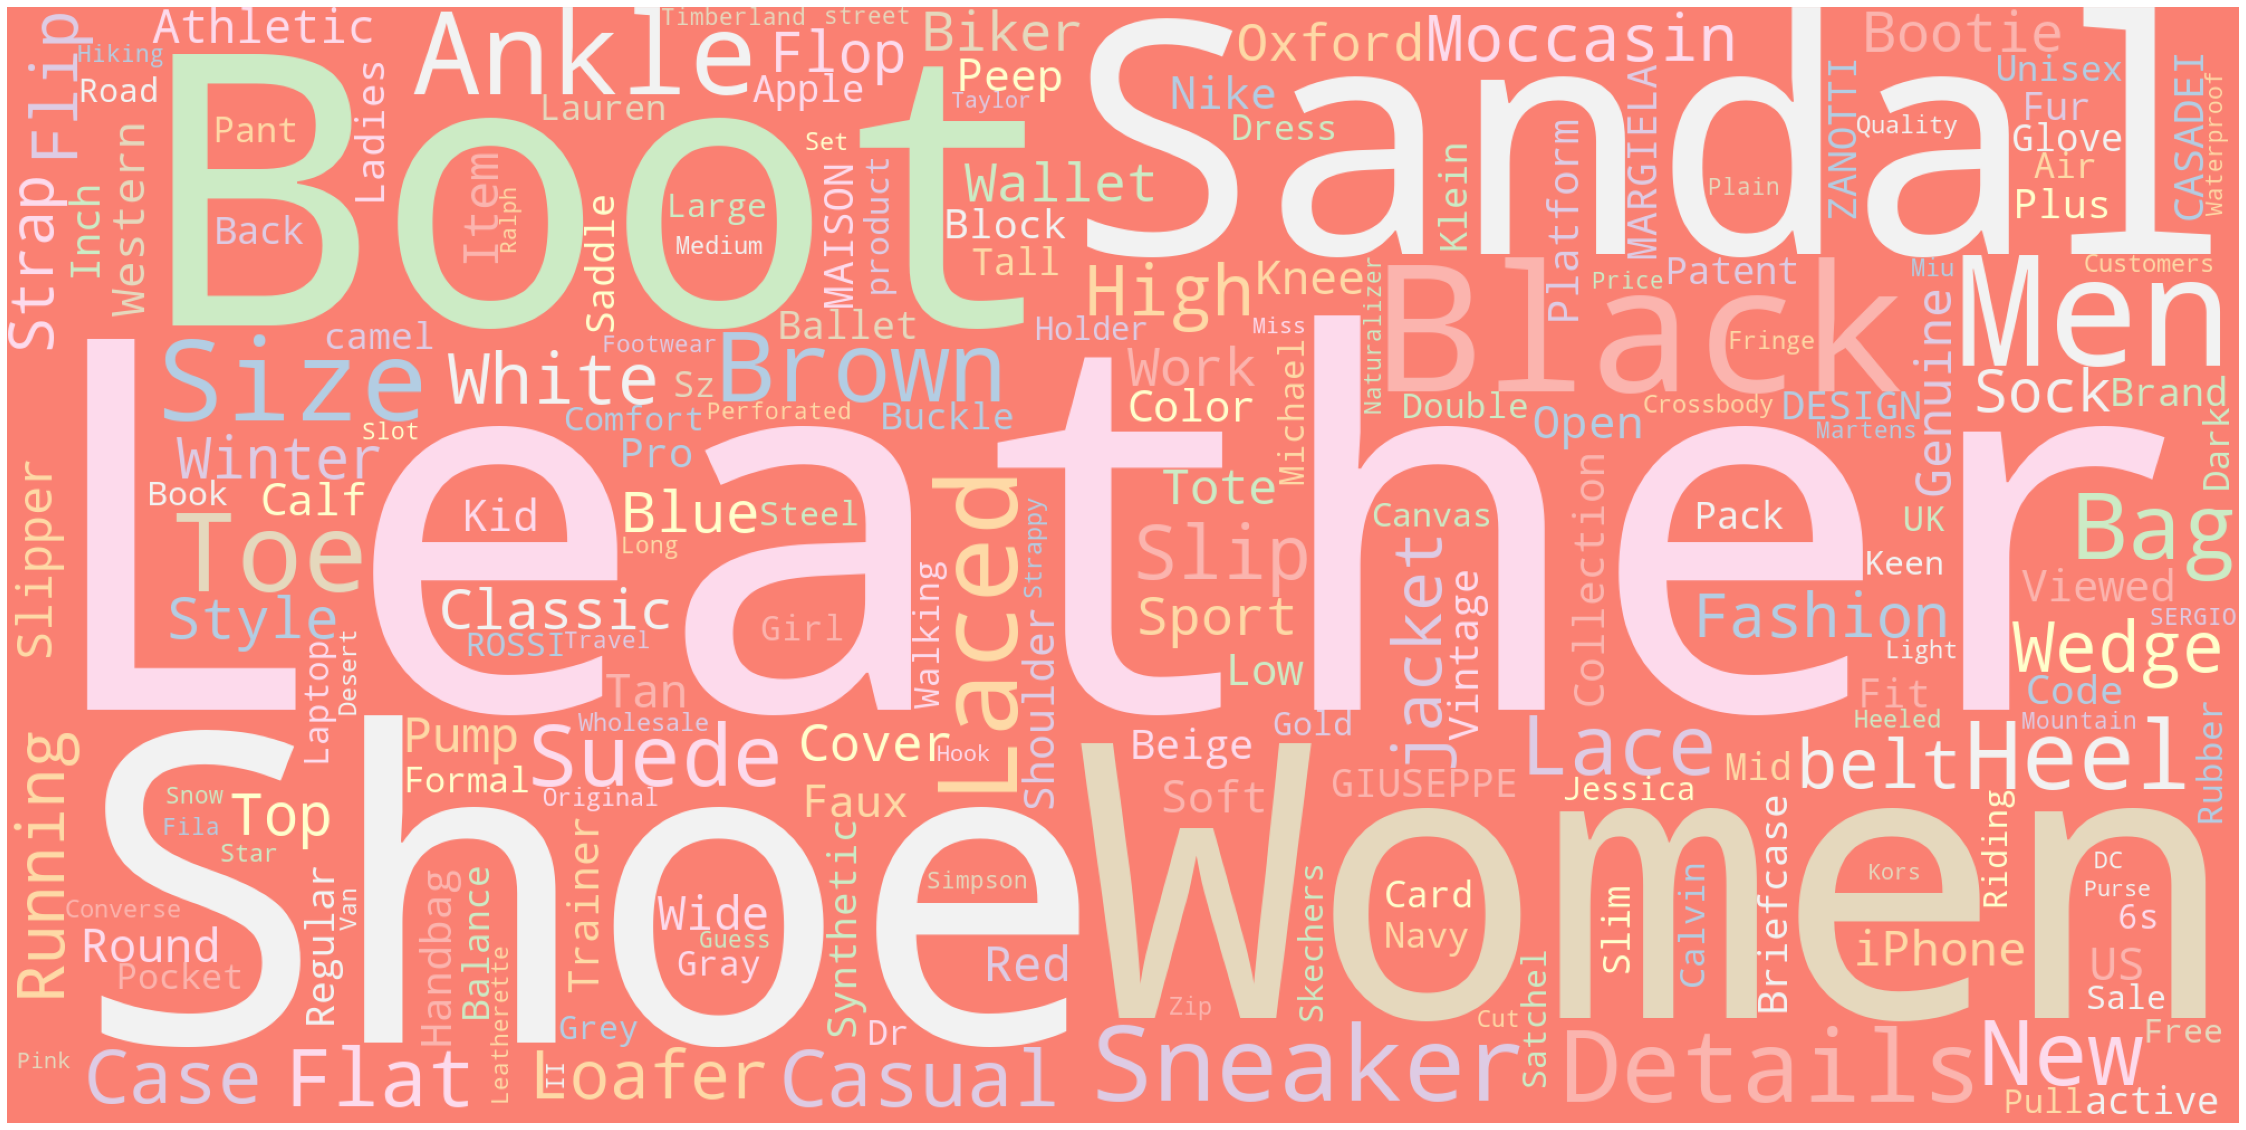 Athletic
Ankle
Timberland
street
Biker
Flop
Oxford
Moccasin
Bootie
Flip
Hiking
Road
Ladies
Apple
Peep
Lauren
Taylor
Nike
Dress
Unisex
Fur
Glove
Quality
ZANOTTI
CASADEI
Waterproof
Boot
Sandal
Pant
Set
Item
Ralph
Large
Medium
Back
Western
Inch
Strap
Saddle
MAISON
product
Wallet
Block
Tall
Klein
Platform
MARGIELA
Plain
Air
Plus
High
Knee
Price
Patent
Miu
Customers
Size
camel
White
Footwear
Sz
Brown
Ballet
Holder
Miss
Black
Fringe
Men
Work
Color
Michael
Naturalizer
Double
Open
Crossbody
DESIGN
Martens
Genuine
Sock
Brand
Dark
Winter
Slot
Comfort
Perforated
Buckle
Pro
Leather
Slipper
Book
Calf
Toe
Kid
Blue
Steel
Long
Laced
Strappy
Tote
Slip
Canvas
Collection
Pack
UK
Keen
Bag
Viewed
Style
Classic
ROSSI
Travel
Girl
Walking
Shoulder
Sport
Low
jacket
Vintage
Fashion
Light
SERGIO
Wedge
Desert
Laptop
Tan
Wholesale
Gold
Fit
Code
Heeled
Mountain
Rubber
Running
Shoe
Pump
Formal
Suede
Original
Cover
Hook
Faux
Beige
Soft
GIUSEPPE
Lace
Jessica
Mid
belt
Heel
Snow
Fila
Star
Top
Women
Briefcase
Riding
Converse
Round
Pocket
Regular
Van
Handbag
Balance
Leatherette
Trainer
Wide
Guess
Gray
Synthetic
Simpson
Red
Zip
Skechers
Card
Navy
Slim
Calvin
Kors
iPhone
DC
Purse
6s
US
Sale
Pink
Case
Flat
Grey
II
Loafer
Dr
Casual
Sneaker
Cut
Satchel
Details
New
Free
Pull
active